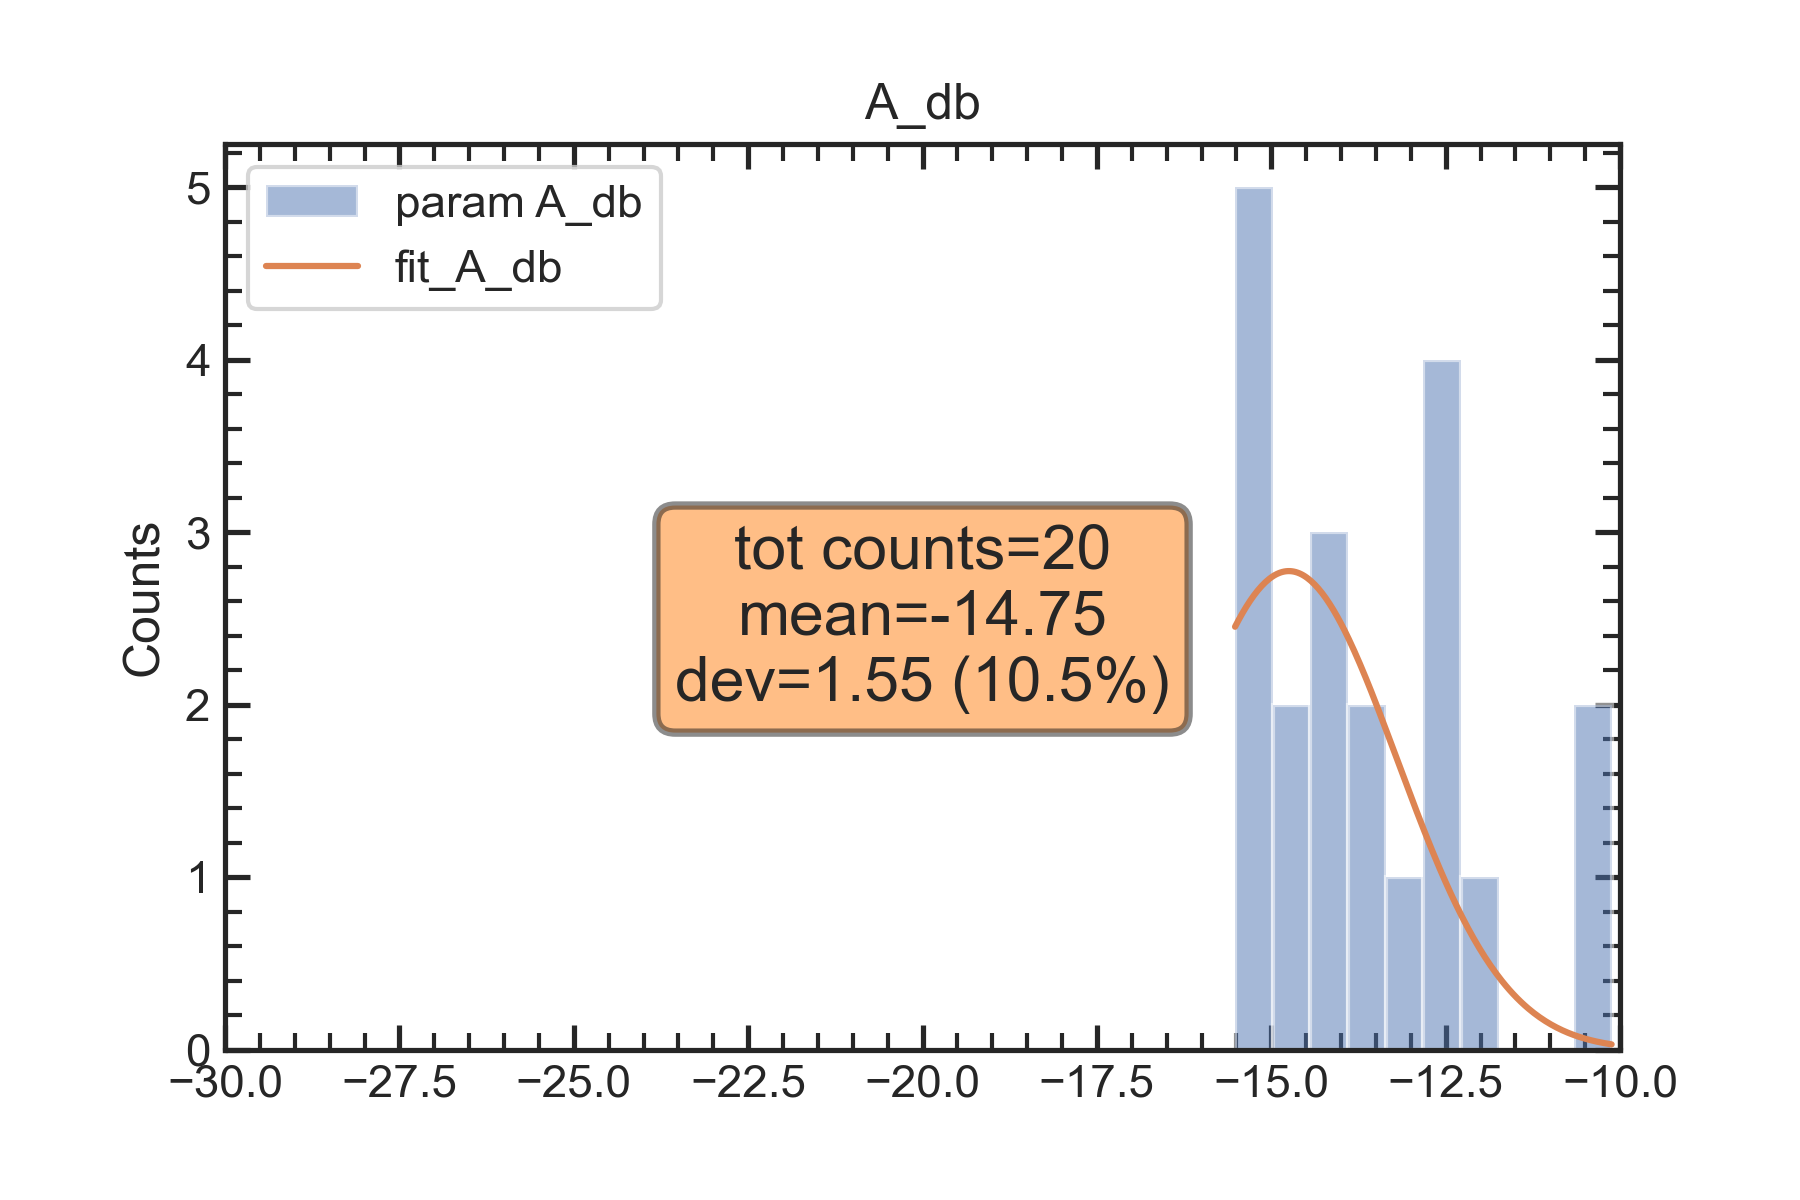 A_db
param A_db
fit_A_db
Counts
5
4
3
2
1
0
tot counts=20
mean=-14.75
dev=1.55 (10.5%)
−30.0 −27.5 −25.0 −22.5 −20.0 −17.5 −15.0 −12.5 −10.0